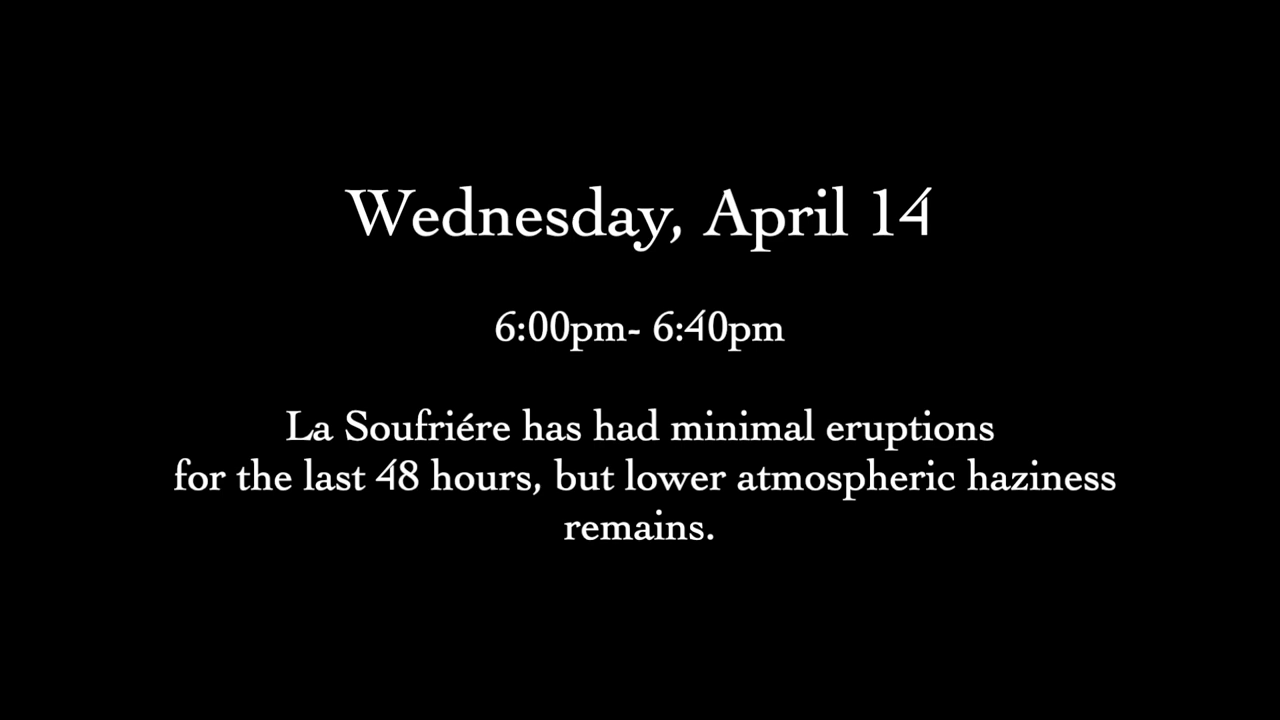 Wednesday, April 14
6:00pm- 6:40pm
La Soufriére has had minimal eruptions
for the last 48 hours, but lower atmospheric haziness
remains.